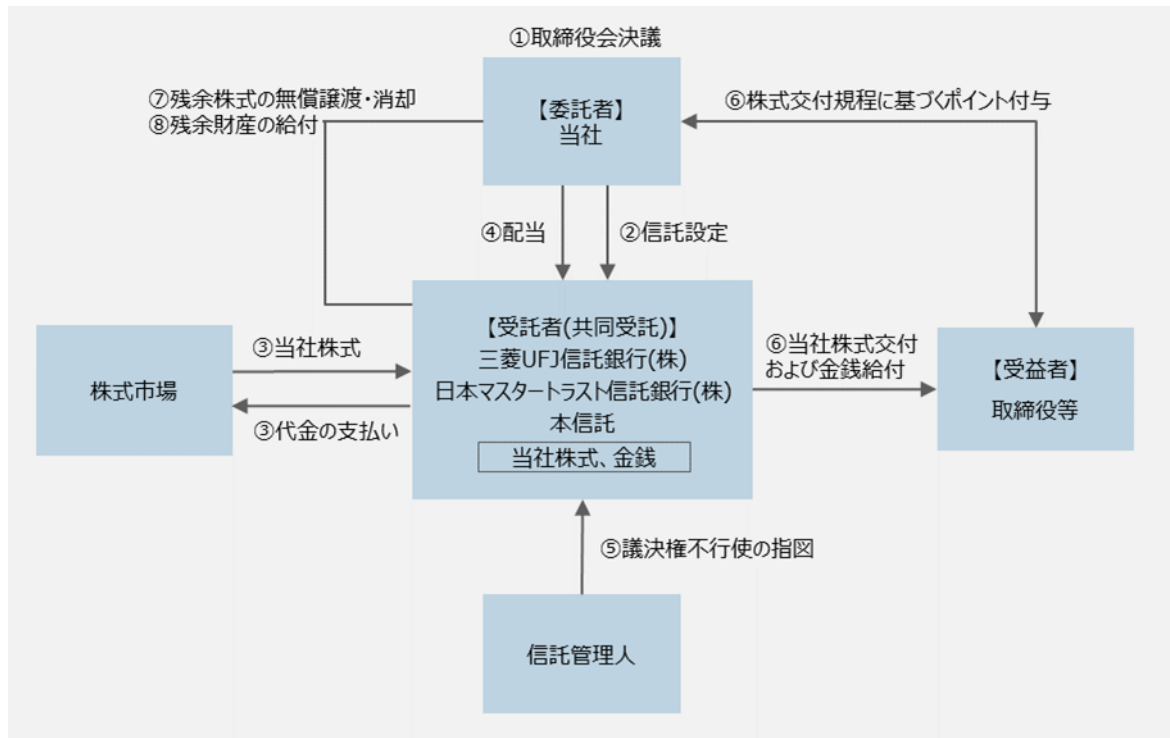 ①取締役会決議
⑦残余株式の無償譲渡・消却
⑧残余財産の給付
【委託者】
当社
⑥株式交付規程に基づくポイント付与
④配当
②信託設定
【受託者(共同受託)】
三菱UFJ信託銀行(株)
日本マスタートラスト信託銀行(株)
本信託
当社株式、金銭
株式市場
③当社株式
③代金の支払い
⑥当社株式交付
および金銭給付
【受益者】
取締役等
⑤議決権不行使の指図
信託管理人